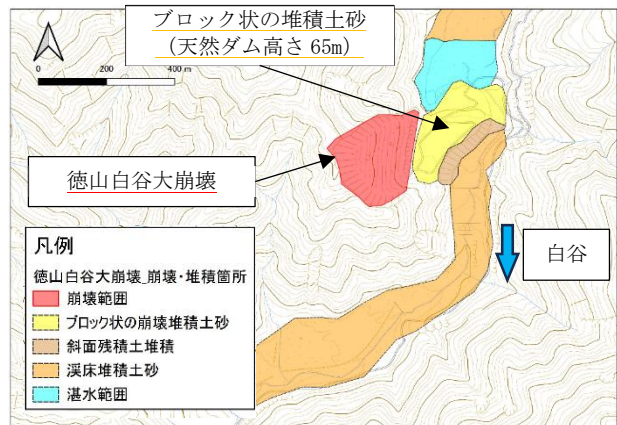 ブロック状の堆積土砂
（天然ダム高さ 65m）
0 200 400 m
徳山白谷大崩壊
白谷
凡例
徳山白谷大崩壊_崩壊・堆積箇所
崩壊範囲
ブロック状の崩壊堆積土砂
斜面残積土堆積
渓床堆積土砂
湛水範囲